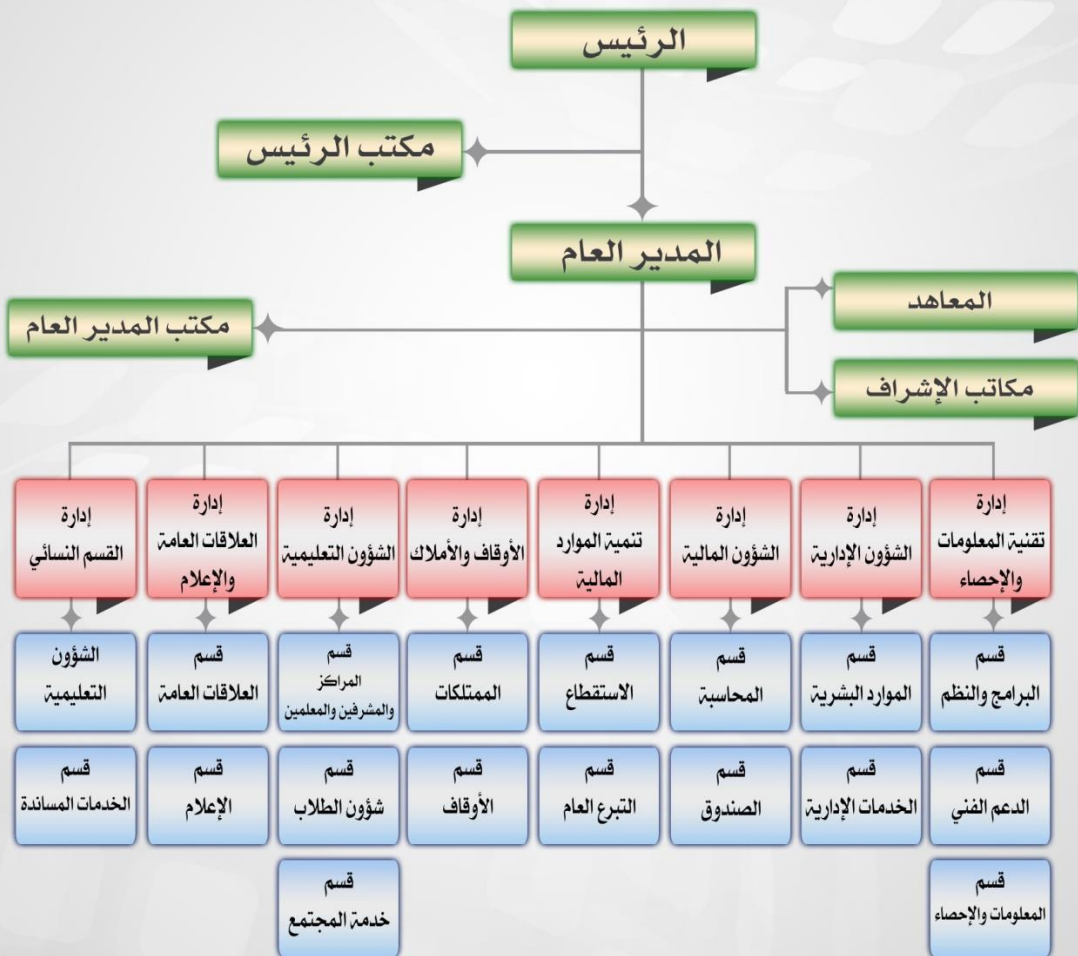 الرئيس
مكتب الرئيس
المدير العام
المعاهد
مكتب المدير العام
مكاتب الإشراف
إدارة
تقنية المعلومات
والإحصاء
إدارة
الشؤون الإدارية
إدارة
الشؤون المالية
إدارة
تنمية الموارد
المالية
إدارة
الأوقاف والأملاك
إدارة
الشؤون التعليمية
إدارة
العلاقات العامة
والإعلام
إدارة
القسم النسائي
قسم
البرامج والنظم
قسم
الموارد البشرية
قسم
المحاسبة
قسم
الاستقطاع
قسم
الممتلكات
قسم
المراكز
والمشرفين والمعلمين
قسم
العلاقات العامة
الشؤون
التعليمية
قسم
الدعم الفني
قسم
الخدمات الإدارية
قسم
الصندوق
قسم
التبرع العام
قسم
الأوقاف
قسم
شؤون الطلاب
قسم
الإعلام
قسم
الخدمات المساندة
قسم
المعلومات والإحصاء
قسم
خدمة المجتمع